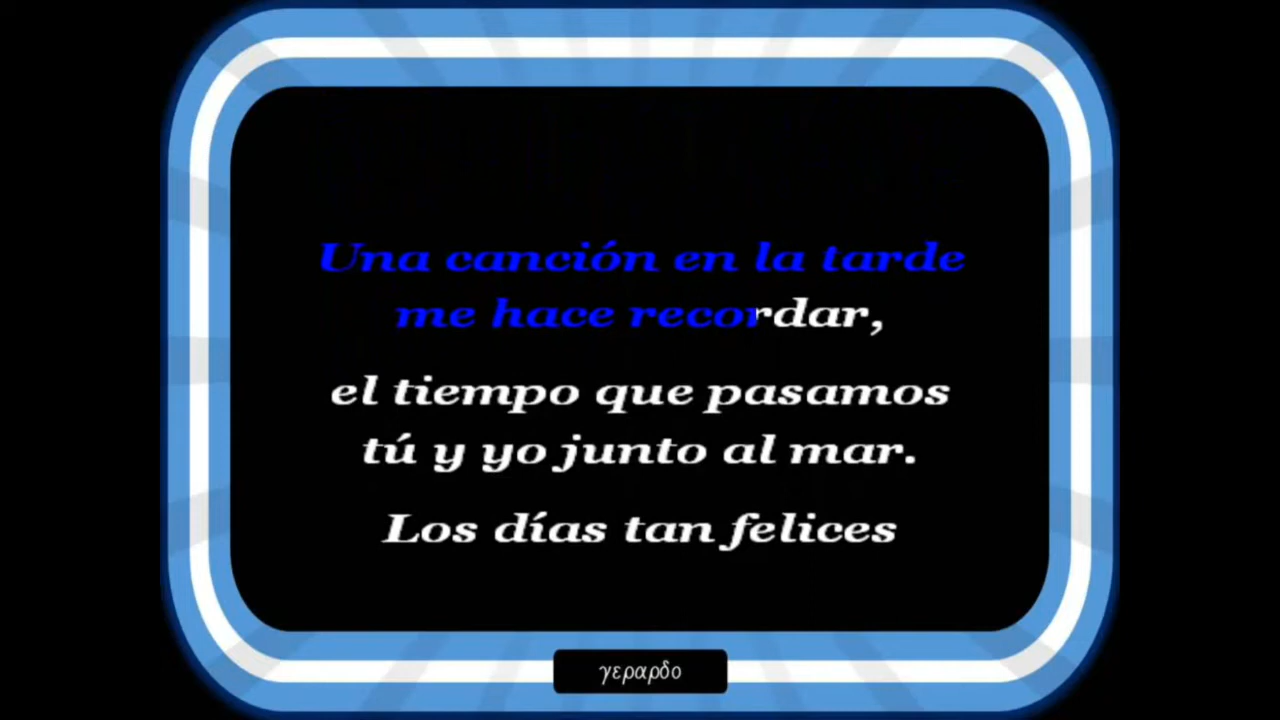 Una canción en la tarde
me hace recordar,
el tiempo que pasamos
tú y yo junto al mar.
Los días tan felices
γεραρδο